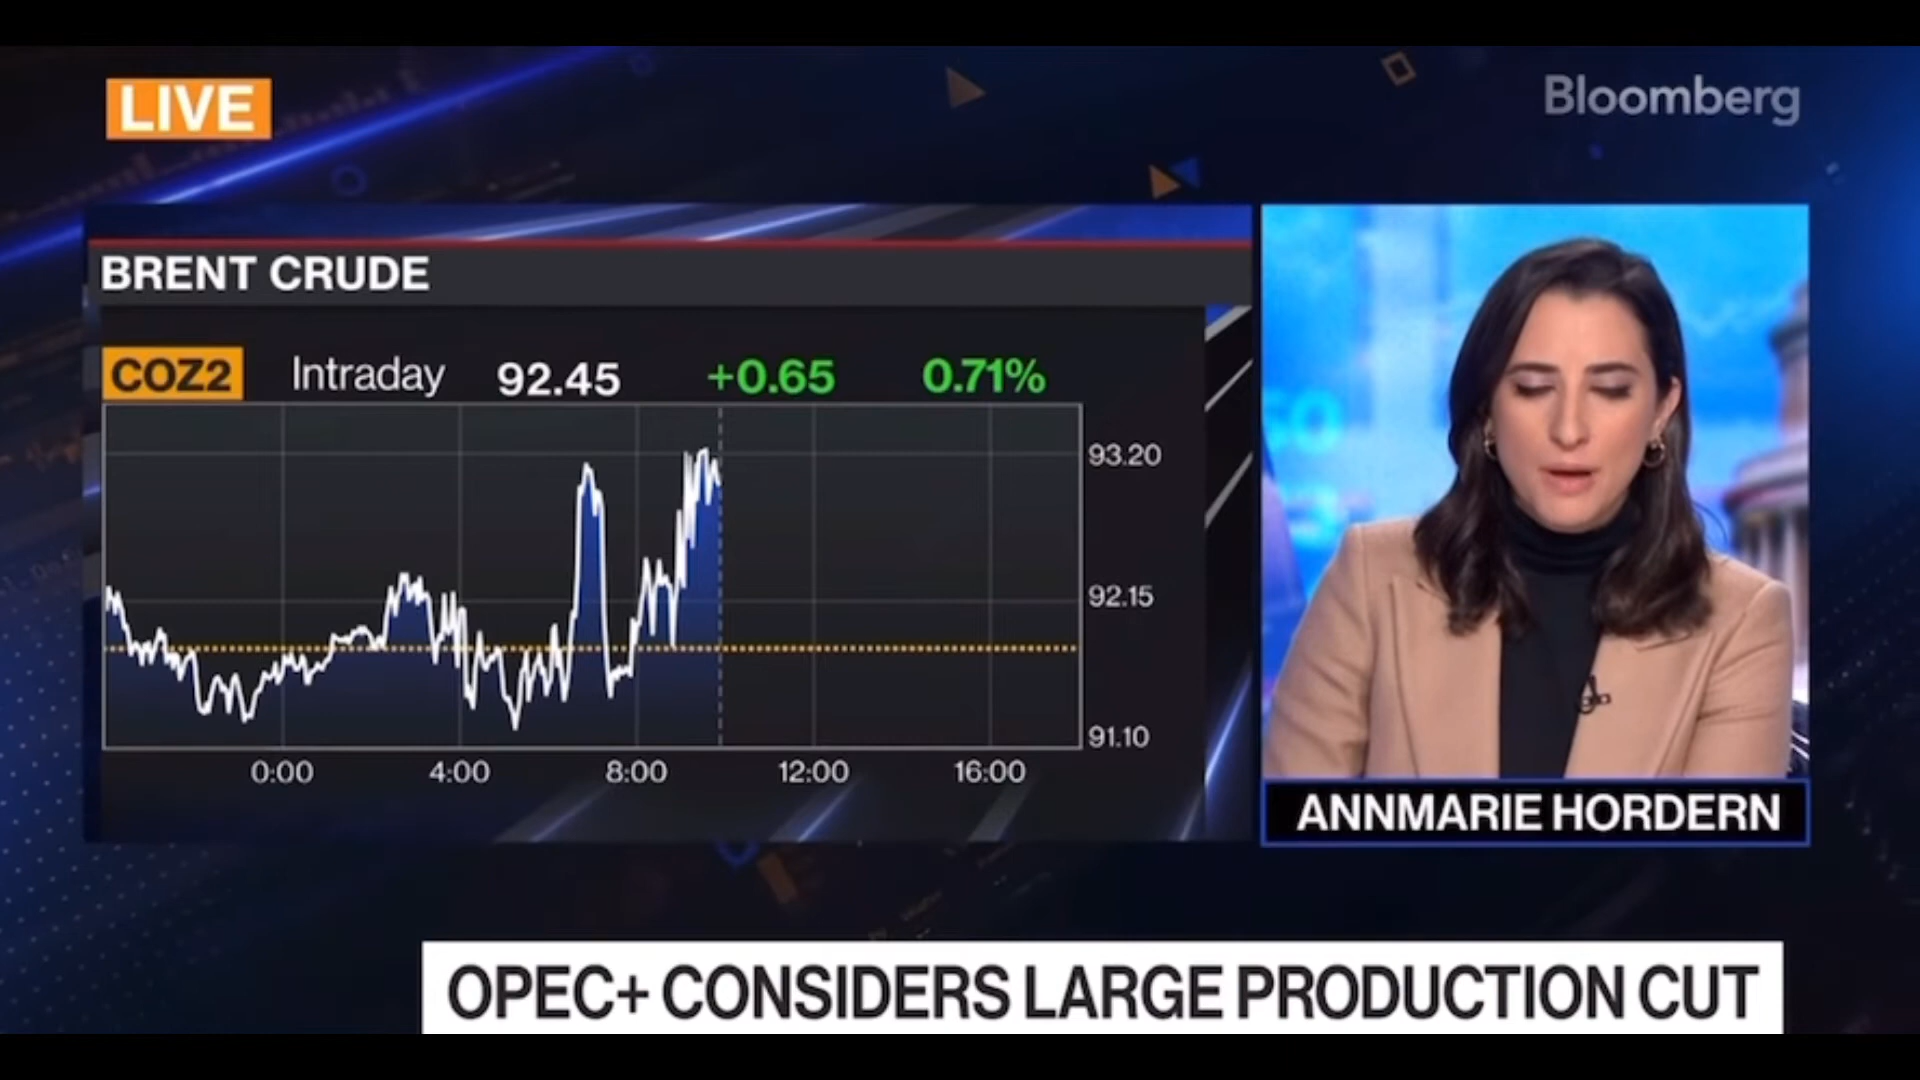 LIVE
Bloomberg
BRENT CRUDE
COZ2 Intraday 92.45 +0.65 0.71%
93.20
92.15
91.10
0:00 4:00 8:00 12:00 16:00
ANNMARIE HORDERN
OPEC+ CONSIDERS LARGE PRODUCTION CUT